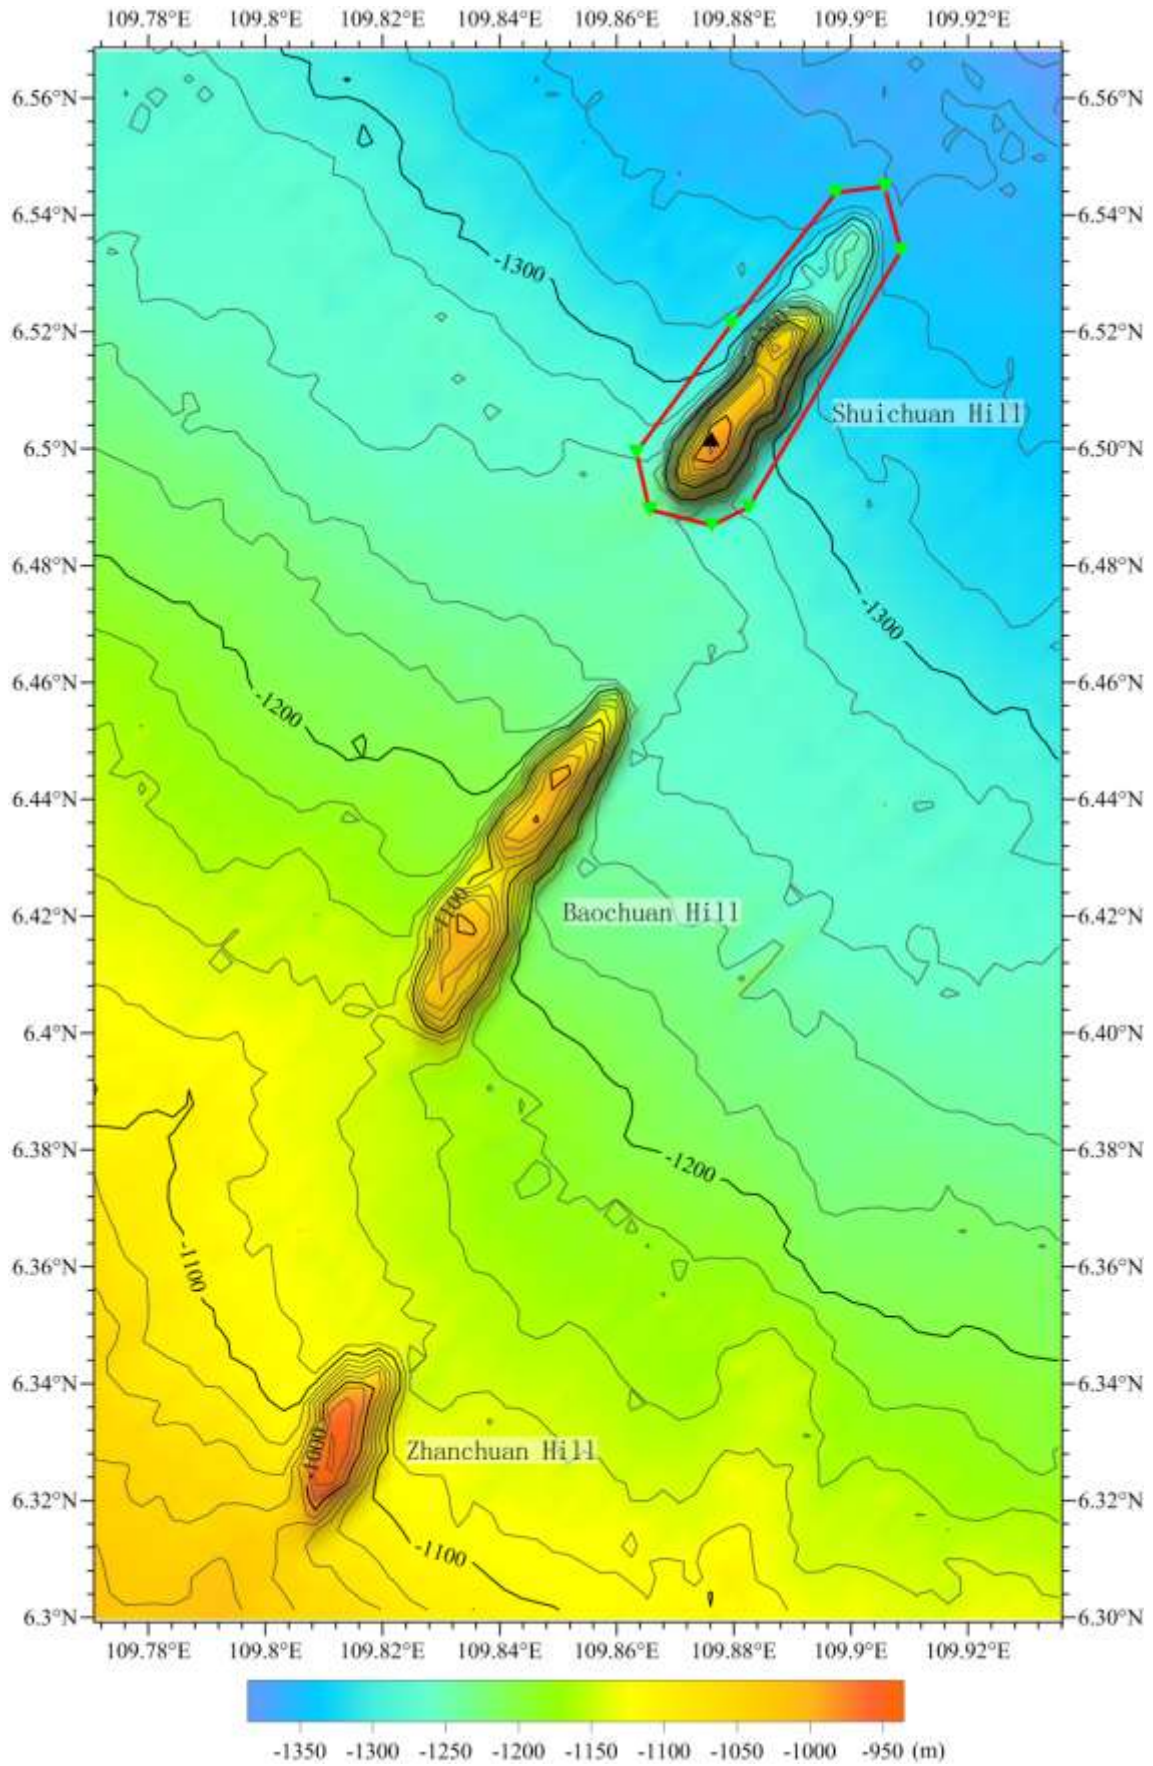 109.78°E 109.8°E 109.82°E 109.84°E 109.86°E 109.88°E 109.9°E 109.92°E
6.56°N 6.56°N
6.54°N 6.54°N
-1300
6.52°N 6.52°N
Shuichuan Hill
6.5°N 6.50°N
6.48°N 6.48°N
-1300
6.46°N 6.46°N
-1200
6.44°N 6.44°N
-1100
6.42°N Baochuan Hill 6.42°N
6.4°N 6.40°N
6.38°N 6.38°N
-1200
6.36°N -1100 6.36°N
6.34°N 6.34°N
-1000 Zhanchuan Hill
6.32°N 6.32°N
-1100
6.3°N 6.30°N
109.78°E 109.8°E 109.82°E 109.84°E 109.86°E 109.88°E 109.9°E 109.92°E
-1350 -1300 -1250 -1200 -1150 -1100 -1050 -1000 -950 (m)